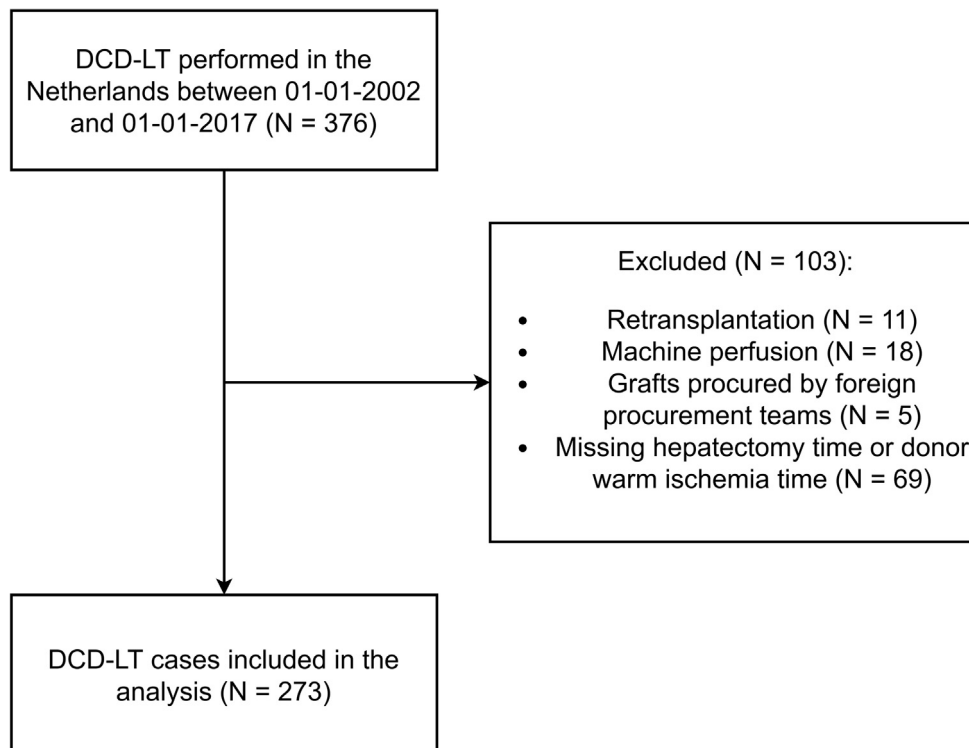 DCD-LT performed in the
Netherlands between 01-01-2002
and 01-01-2017 (N = 376)
Excluded (N = 103):
• Retransplantation (N = 11)
• Machine perfusion (N = 18)
• Grafts procured by foreign
procurement teams (N = 5)
• Missing hepatectomy time or donor
warm ischemia time (N = 69)
DCD-LT cases included in the
analysis (N = 273)